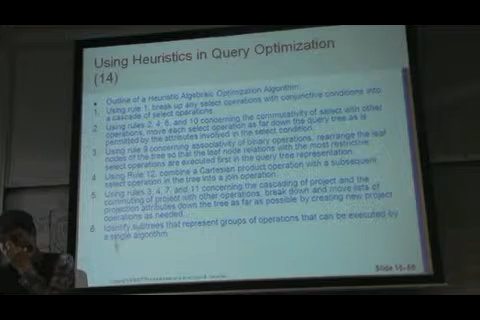 Using Heuristics in Query Optimization
(14)
Outline of a Heuristic Algebraic Optimization Algorithm:
1. Using rule 1, break up any select operations with conjunctive conditions into
a cascade of select operations.
2. Using rules 2, 4, 6, and 10 concerning the commutativity of select with other
operations, move each select operation as far down the query tree as is
permitted by the attributes involved in the select condition.
3. Using rule 9 concerning associativity of binary operations, rearrange the leaf
nodes of the tree so that the leaf node relations with the most restrictive
select operations are executed first in the query tree representation.
4. Using Rule 12, combine a Cartesian product operation with a subsequent
select operation in the tree into a join operation.
5. Using rules 3, 4, 7, and 11 concerning the cascading of project and the
commuting of project with other operations, break down and move lists of
projection attributes down the tree as far as possible by creating new project
operations as needed.
6. Identify subtrees that represent groups of operations that can be executed by
a single algorithm.